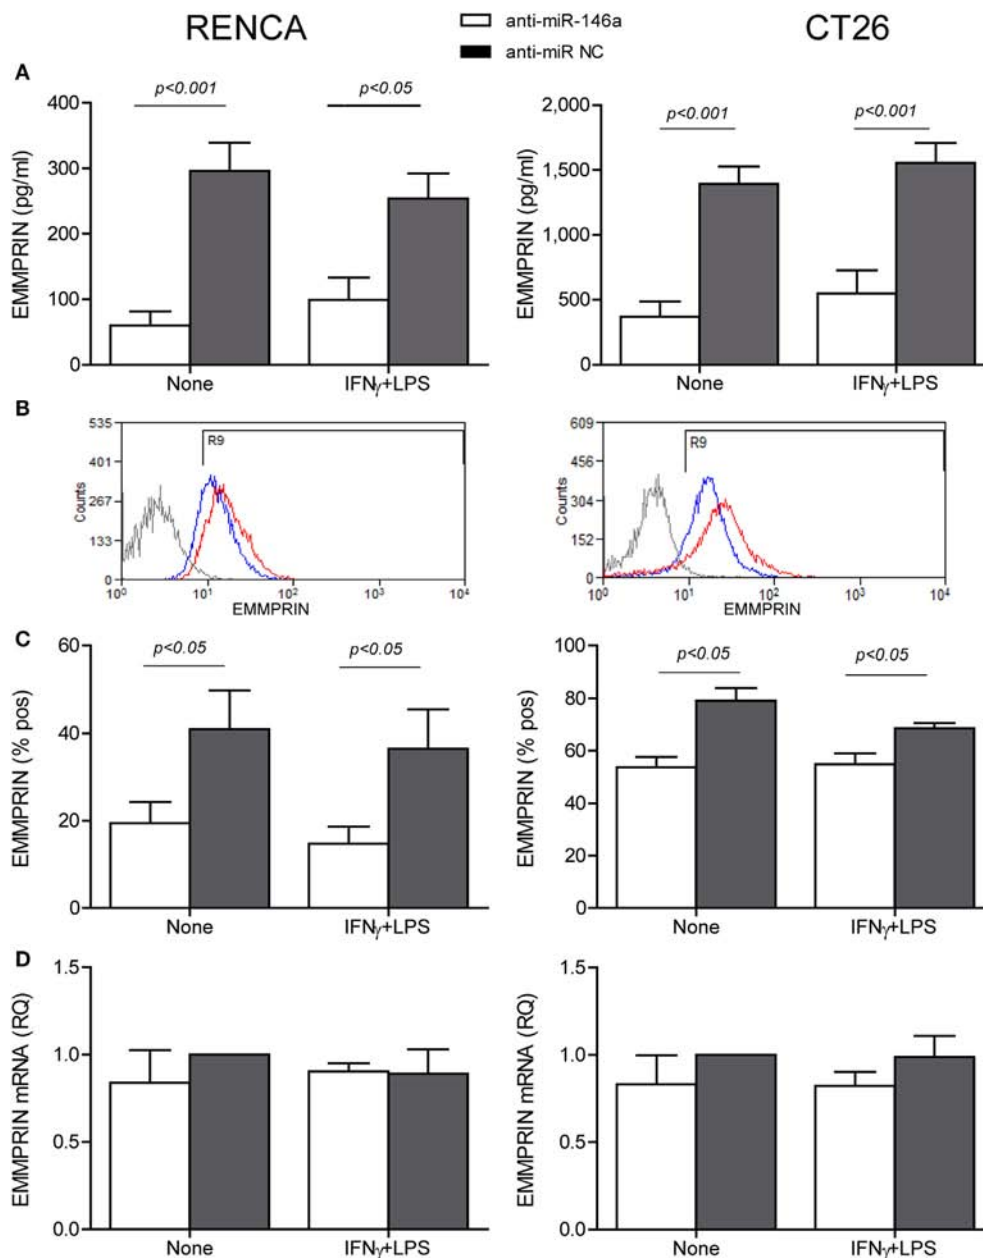 RENCA
anti-miR-146a
anti-miR NC
CT26
A
EMMPRIN (pg/ml)
400
300
200
100
0
p<0.001
p<0.05
None
IFNγ+LPS
EMMPRIN (pg/ml)
2,000
1,500
1,000
500
0
p<0.001
p<0.001
None
IFNγ+LPS
B
Counts
535
401
267
133
0
R9
10⁰
10¹
10²
10³
10⁴
EMMPRIN
Counts
609
456
304
152
0
R9
10⁰
10¹
10²
10³
10⁴
EMMPRIN
C
EMMPRIN (% pos)
60
40
20
0
p<0.05
p<0.05
None
IFNγ+LPS
EMMPRIN (% pos)
100
80
60
40
20
0
p<0.05
p<0.05
None
IFNγ+LPS
D
EMMPRIN mRNA (RQ)
1.5
1.0
0.5
0.0
None
IFNγ+LPS
EMMPRIN mRNA (RQ)
1.5
1.0
0.5
0.0
None
IFNγ+LPS